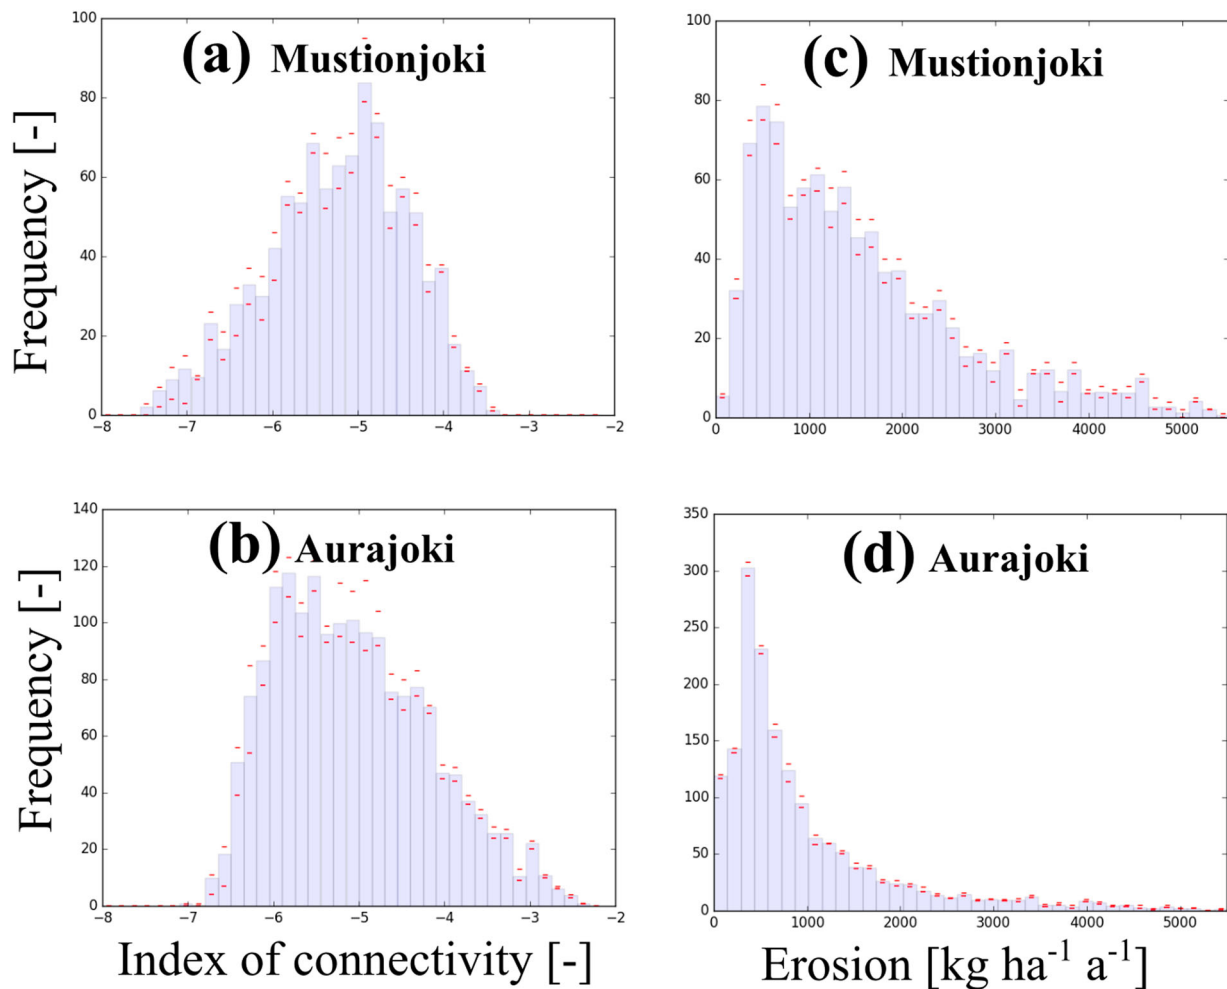 (a) Mustionjoki
Frequency [-]
100
80
60
40
20
0
−8 −7 −6 −5 −4 −3 −2
(c) Mustionjoki
100
80
60
40
20
0
0 1000 2000 3000 4000 5000
(b) Aurajoki
Frequency [-]
140
120
100
80
60
40
20
0
−8 −7 −6 −5 −4 −3 −2
Index of connectivity [-]
(d) Aurajoki
350
300
250
200
150
100
50
0
0 1000 2000 3000 4000 5000
Erosion [kg ha⁻¹ a⁻¹]